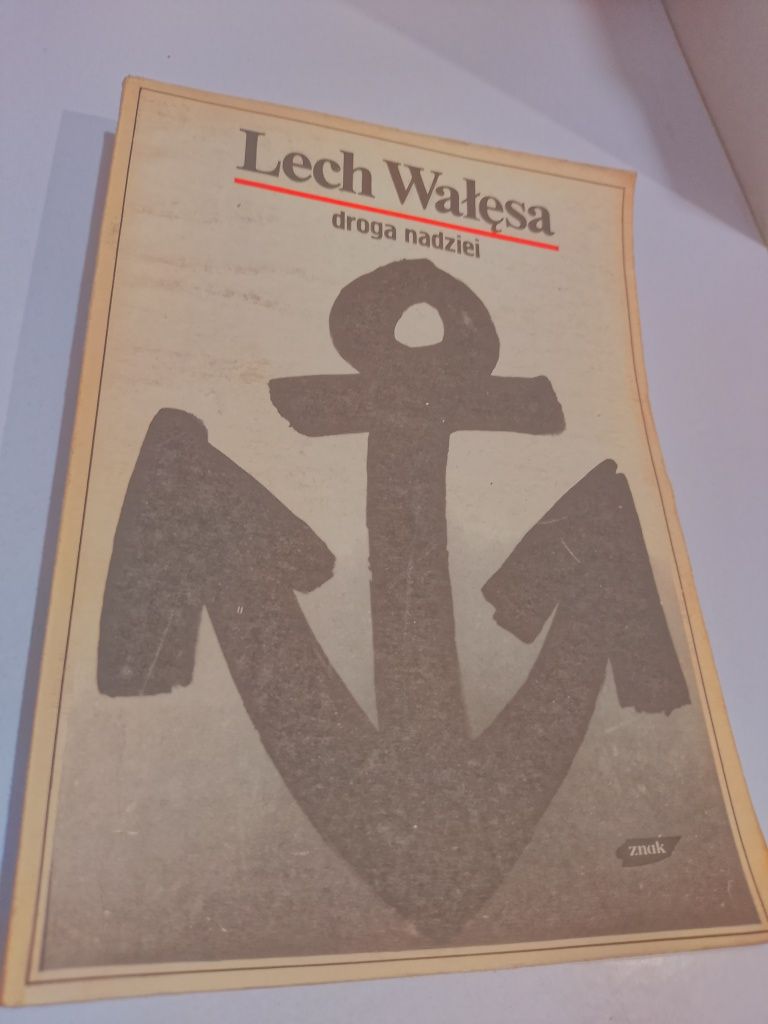 Lech Wałęsa
droga nadziei
znak